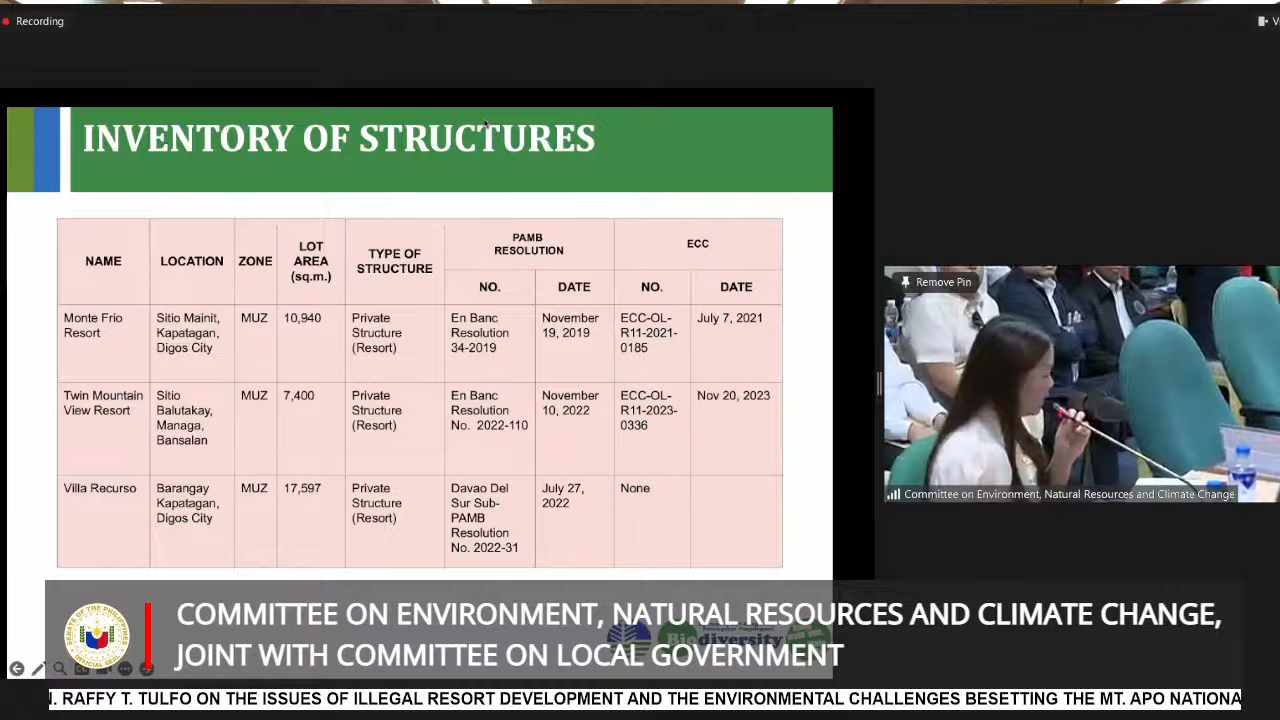 Recording
V
INVENTORY OF STRUCTURES
NAME
LOCATION
ZONE
LOT
AREA
(sq.m.)
TYPE OF
STRUCTURE
PAMB
RESOLUTION
ECC
NO.
DATE
NO.
DATE
Monte Frio
Resort
Sitio Mainit,
Kapatagan,
Digos City
MUZ
10,940
Private
Structure
(Resort)
En Banc
Resolution
34-2019
November
19, 2019
ECC-OL-
R11-2021-
0185
July 7, 2021
Twin Mountain
View Resort
Sitio
Balutakay,
Managa,
Bansalan
MUZ
7,400
Private
Structure
(Resort)
En Banc
Resolution
No. 2022-110
November
10, 2022
ECC-OL-
R11-2023-
0336
Nov 20, 2023
Villa Recurso
Barangay
Kapatagan,
Digos City
MUZ
17,597
Private
Structure
(Resort)
Davao Del
Sur Sub-
PAMB
Resolution
No. 2022-31
July 27,
2022
None
Remove Pin
Committee on Environment, Natural Resources and Climate Change
SENATE OF THE PHILIPPINES
OFFICIAL SEAL
Biodiversity
COMMITTEE ON ENVIRONMENT, NATURAL RESOURCES AND CLIMATE CHANGE,
JOINT WITH COMMITTEE ON LOCAL GOVERNMENT
. RAFFY T. TULFO ON THE ISSUES OF ILLEGAL RESORT DEVELOPMENT AND THE ENVIRONMENTAL CHALLENGES BESETTING THE MT. APO NATIONA